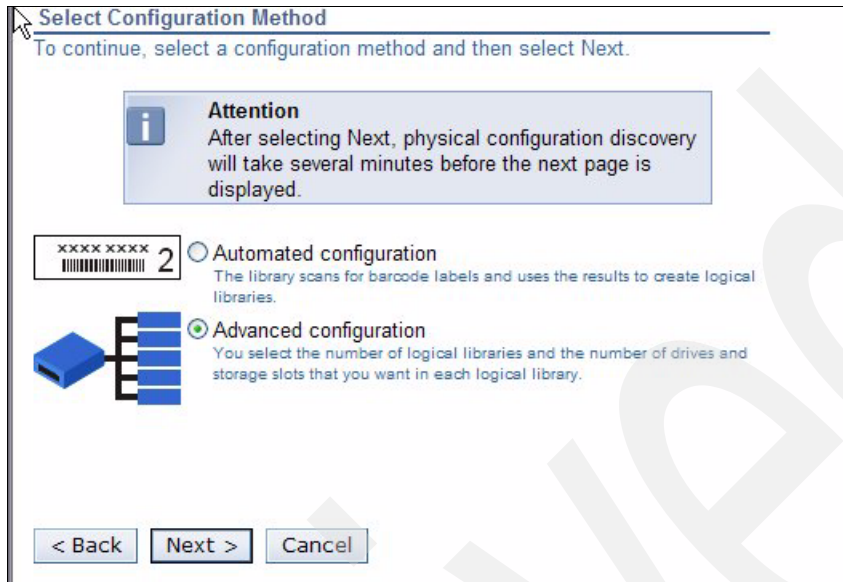 Select Configuration Method
To continue, select a configuration method and then select Next.
i
Attention
After selecting Next, physical configuration discovery
will take several minutes before the next page is
displayed.
xxxx xxxx 2
Automated configuration
The library scans for barcode labels and uses the results to create logical
libraries.
Advanced configuration
You select the number of logical libraries and the number of drives and
storage slots that you want in each logical library.
< Back Next > Cancel